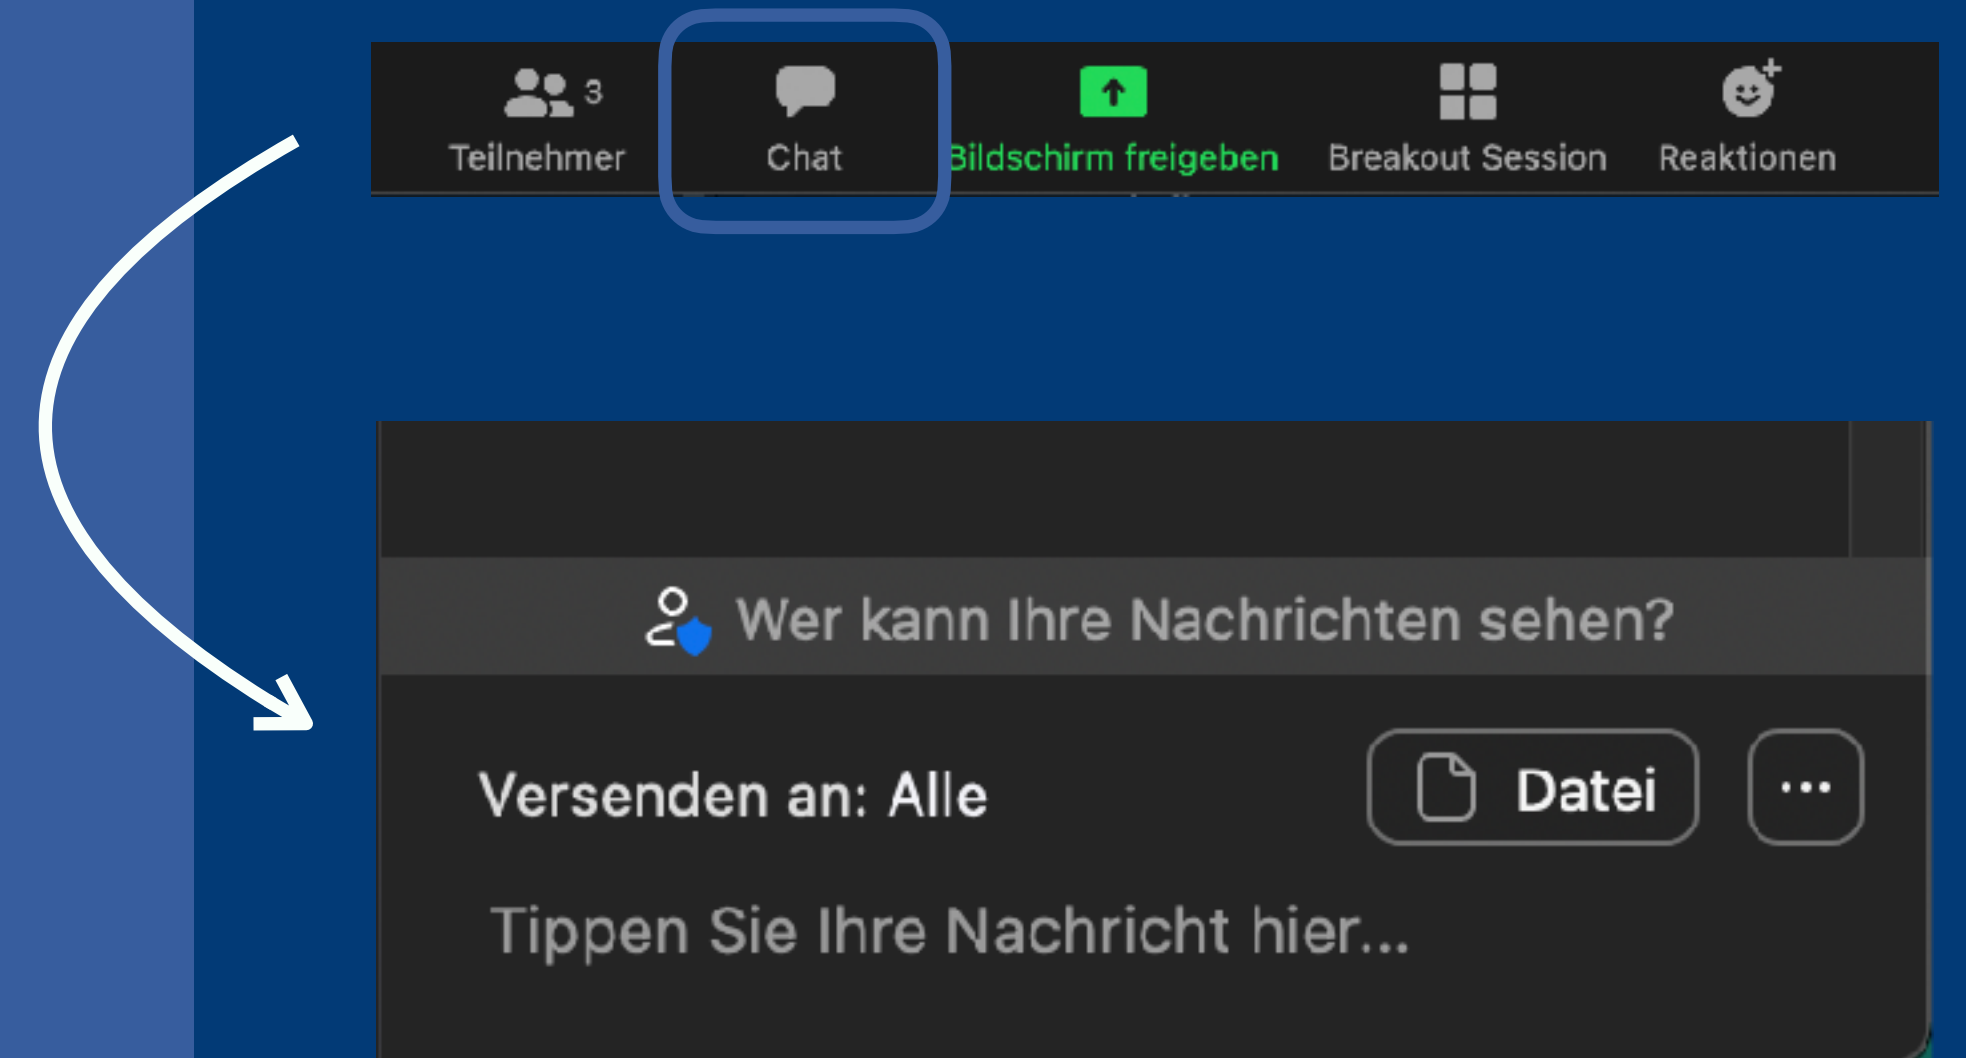 3
Teilnehmer
Chat
Bildschirm freigeben
Breakout Session
Reaktionen
Wer kann Ihre Nachrichten sehen?
Versenden an: Alle
Datei
...
Tippen Sie Ihre Nachricht hier...